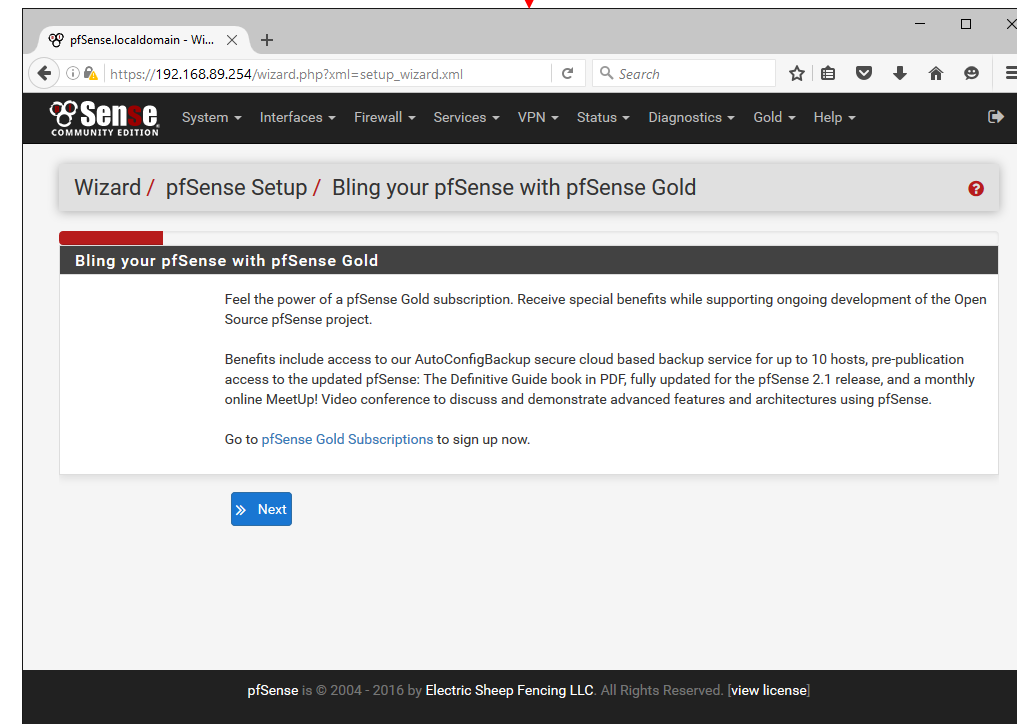 pfSense.localdomain - Wi...
https://192.168.89.254/wizard.php?xml=setup_wizard.xml Search
Sense System Interfaces Firewall Services VPN Status Diagnostics Gold Help
COMMUNITY EDITION
Wizard / pfSense Setup / Bling your pfSense with pfSense Gold
Bling your pfSense with pfSense Gold
Feel the power of a pfSense Gold subscription. Receive special benefits while supporting ongoing development of the Open
Source pfSense project.
Benefits include access to our AutoConfigBackup secure cloud based backup service for up to 10 hosts, pre-publication
access to the updated pfSense: The Definitive Guide book in PDF, fully updated for the pfSense 2.1 release, and a monthly
online MeetUp! Video conference to discuss and demonstrate advanced features and architectures using pfSense.
Go to pfSense Gold Subscriptions to sign up now.
Next
pfSense is © 2004 - 2016 by Electric Sheep Fencing LLC. All Rights Reserved. [view license]